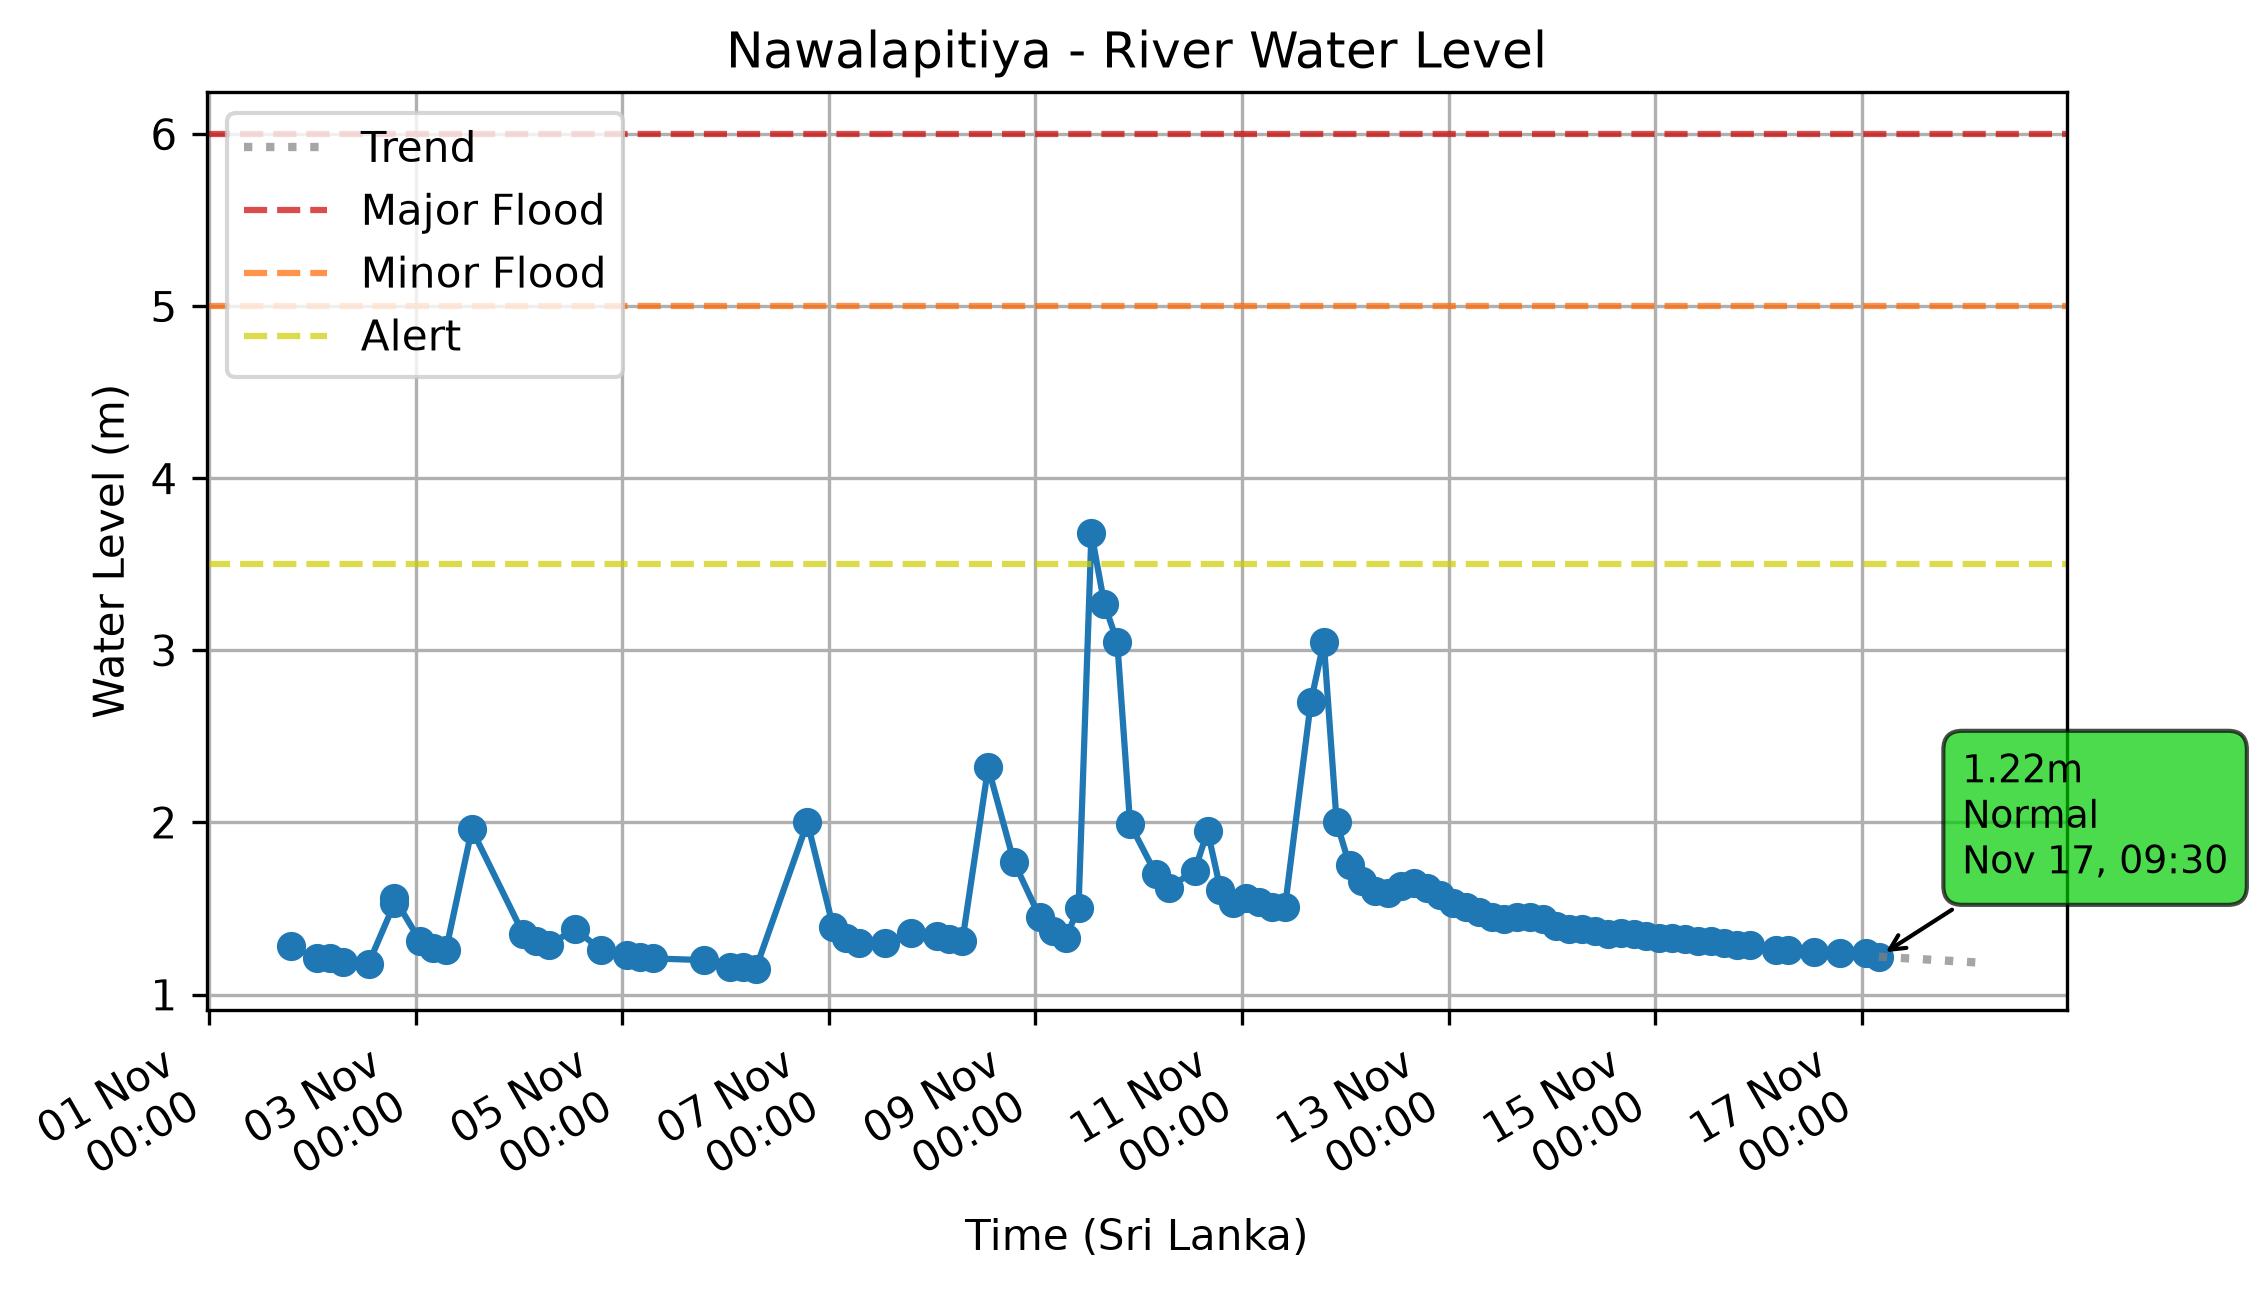 Nawalapitiya - River Water Level
Trend
Major Flood
Minor Flood
Alert
6
5
4
3
2
1
Water Level (m)
1.22m
Normal
Nov 17, 09:30
01 Nov
00:00
03 Nov
00:00
05 Nov
00:00
07 Nov
00:00
09 Nov
00:00
11 Nov
00:00
13 Nov
00:00
15 Nov
00:00
17 Nov
00:00
Time (Sri Lanka)